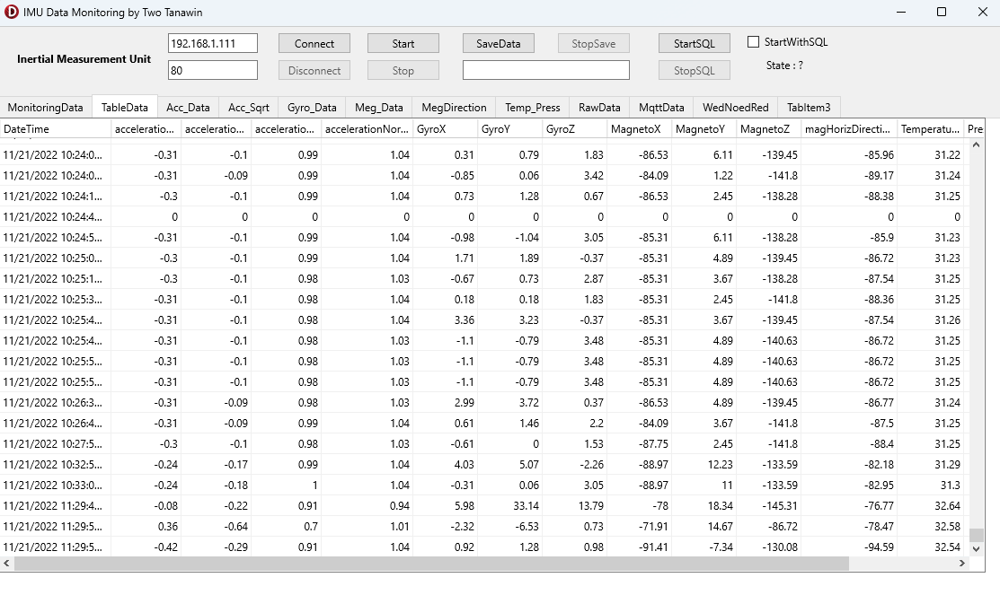 IMU Data Monitoring by Two Tanawin
192.168.1.111 Connect Start SaveData StopSave StartSQL StartWithSQL
Inertial Measurement Unit
80 Disconnect Stop StopSQL State : ?
MonitoringData TableData Acc_Data Acc_Sqrt Gyro_Data Meg_Data MegDirection Temp_Press RawData MqttData WedNoedRed TabItem3
DateTime acceleratio... acceleratio... acceleratio... accelerationNor... GyroX GyroY GyroZ MagnetoX MagnetoY MagnetoZ magHorizDirecti... Temperatu... Pre
11/21/2022 10:24:0... -0.31 -0.1 0.99 1.04 0.31 0.79 1.83 -86.53 6.11 -139.45 -85.96 31.22
11/21/2022 10:24:0... -0.31 -0.09 0.99 1.04 -0.85 0.06 3.42 -84.09 1.22 -141.8 -89.17 31.24
11/21/2022 10:24:1... -0.3 -0.1 0.99 1.04 0.73 1.28 0.67 -86.53 2.45 -138.28 -88.38 31.25
11/21/2022 10:24:4... 0 0 0 0 0 0 0 0 0 0 0 0
11/21/2022 10:24:5... -0.31 -0.1 0.99 1.04 -0.98 -1.04 3.05 -85.31 6.11 -138.28 -85.9 31.23
11/21/2022 10:25:0... -0.3 -0.1 0.99 1.04 1.71 1.89 -0.37 -85.31 4.89 -139.45 -86.72 31.23
11/21/2022 10:25:1... -0.3 -0.1 0.98 1.03 -0.67 0.73 2.87 -85.31 3.67 -138.28 -87.54 31.25
11/21/2022 10:25:3... -0.31 -0.1 0.98 1.04 0.18 0.18 1.83 -85.31 2.45 -141.8 -88.36 31.25
11/21/2022 10:25:4... -0.31 -0.1 0.98 1.04 3.36 3.23 -0.37 -85.31 3.67 -139.45 -87.54 31.26
11/21/2022 10:25:4... -0.31 -0.1 0.98 1.03 -1.1 -0.79 3.48 -85.31 4.89 -140.63 -86.72 31.25
11/21/2022 10:25:5... -0.31 -0.1 0.98 1.03 -1.1 -0.79 3.48 -85.31 4.89 -140.63 -86.72 31.25
11/21/2022 10:25:5... -0.31 -0.1 0.98 1.03 -1.1 -0.79 3.48 -85.31 4.89 -140.63 -86.72 31.25
11/21/2022 10:26:3... -0.31 -0.09 0.98 1.03 2.99 3.72 0.37 -86.53 4.89 -139.45 -86.77 31.24
11/21/2022 10:26:4... -0.31 -0.09 0.99 1.04 0.61 1.46 2.2 -84.09 3.67 -141.8 -87.5 31.25
11/21/2022 10:27:5... -0.3 -0.1 0.98 1.03 -0.61 0 1.53 -87.75 2.45 -141.8 -88.4 31.25
11/21/2022 10:32:5... -0.24 -0.17 0.99 1.04 4.03 5.07 -2.26 -88.97 12.23 -133.59 -82.18 31.29
11/21/2022 10:33:0... -0.24 -0.18 1 1.04 -0.31 0.06 3.05 -88.97 11 -133.59 -82.95 31.3
11/21/2022 11:29:4... -0.08 -0.22 0.91 0.94 5.98 33.14 13.79 -78 18.34 -145.31 -76.77 32.64
11/21/2022 11:29:5... 0.36 -0.64 0.7 1.01 -2.32 -6.53 0.73 -71.91 14.67 -86.72 -78.47 32.58
11/21/2022 11:29:5... -0.42 -0.29 0.91 1.04 0.92 1.28 0.98 -91.41 -7.34 -130.08 -94.59 32.54